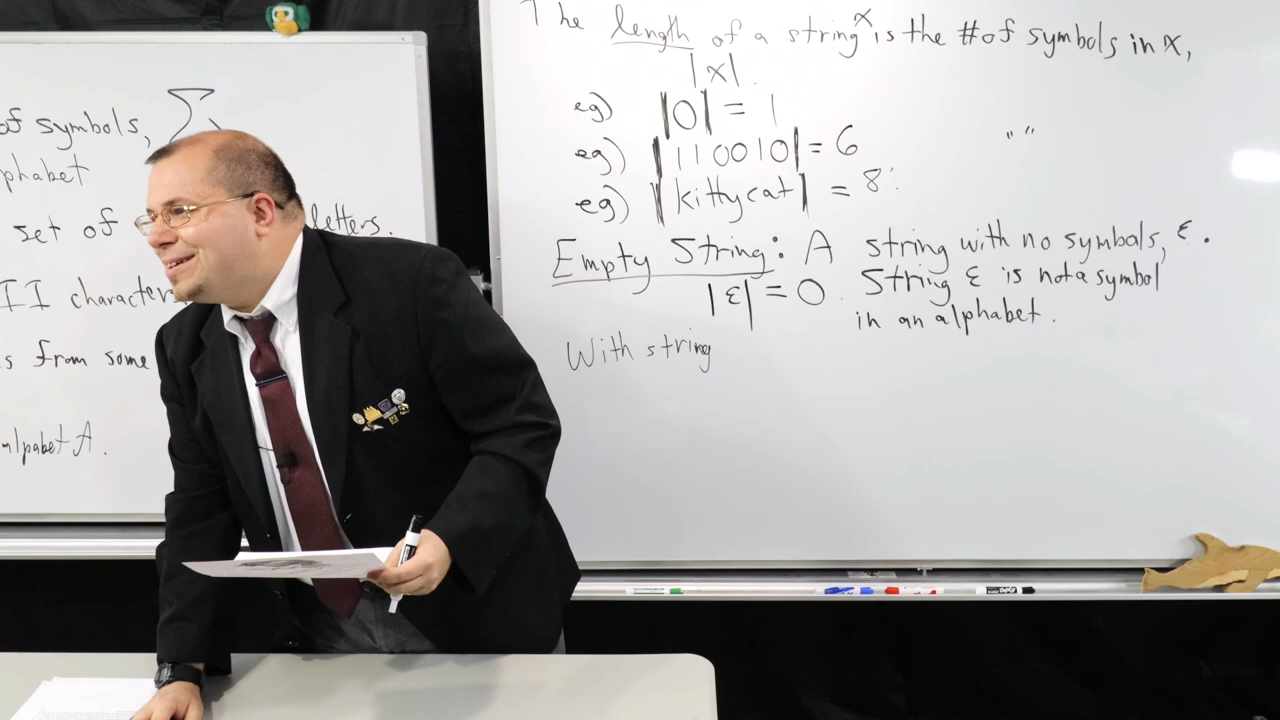 of symbols, Σ
phabet
set of letters.
II character
s from some
alpabet A.
The length of a string x is the # of symbols in x,
|x|.
eg) |0| = 1
eg) |110010| = 6
" "
eg) |kittycat| = 8.
Empty String: A string with no symbols, ε.
|ε| = 0. String ε is not a symbol
in an alphabet.
With string